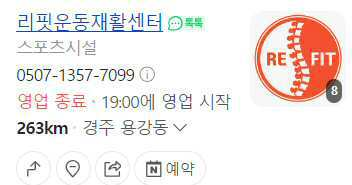 리핏운동재활센터 톡톡
스포츠시설
0507-1357-7099
영업 종료 · 19:00에 영업 시작
263km · 경주 용강동
예약
RE FIT
8
N